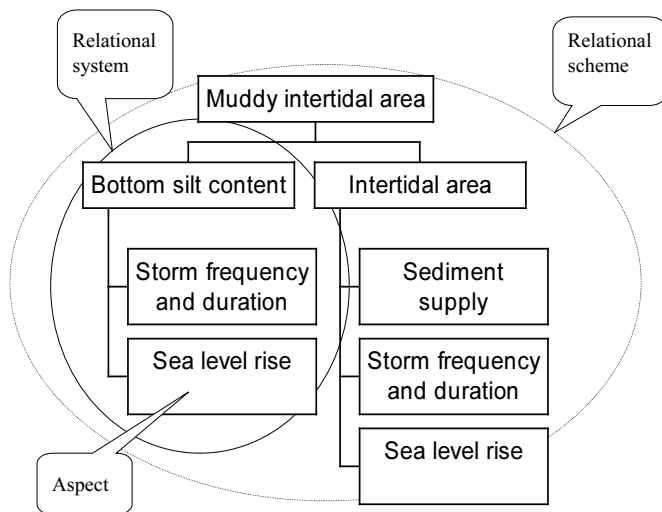 Relational
system
Relational
scheme
Muddy intertidal area
Bottom silt content
Intertidal area
Storm frequency
and duration
Sediment
supply
Sea level rise
Storm frequency
and duration
Sea level rise
Aspect